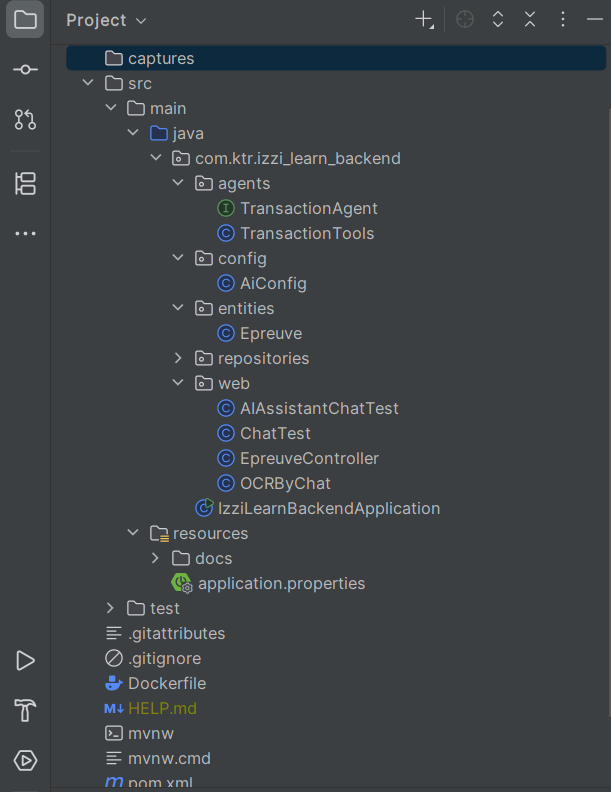 Project
captures
src
main
java
com.ktr.izzi_learn_backend
agents
I TransactionAgent
C TransactionTools
config
C AiConfig
entities
C Epreuve
repositories
web
C AIAssistantChatTest
C ChatTest
C EpreuveController
C OCRByChat
C IzziLearnBackendApplication
resources
docs
application.properties
test
.gitattributes
.gitignore
Dockerfile
M↓ HELP.md
mvnw
mvnw.cmd
m pom.xml